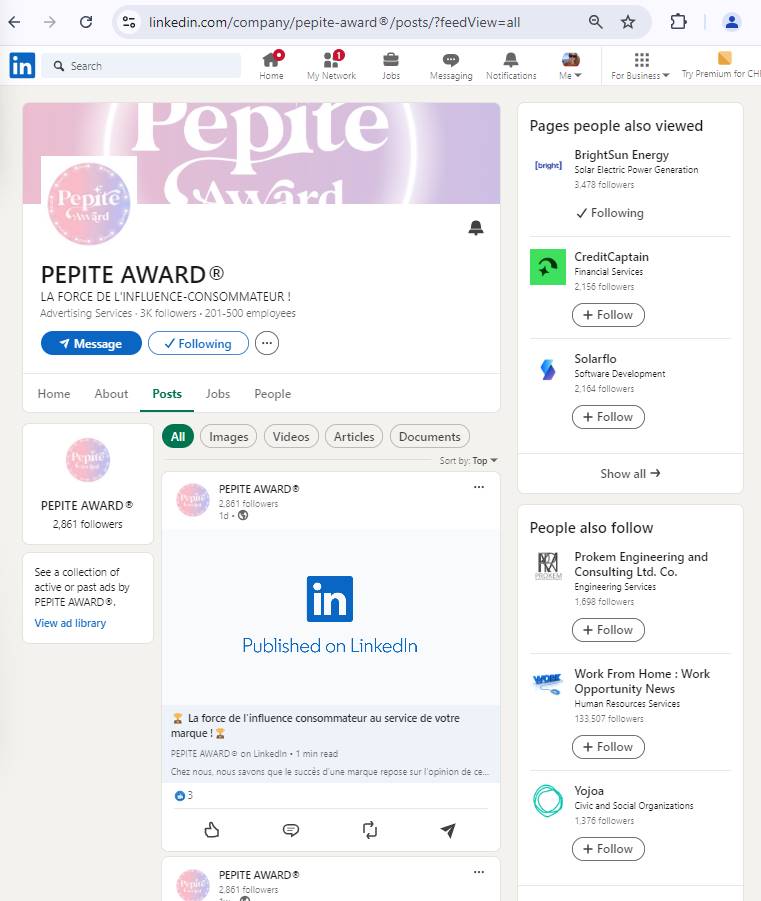 linkedin.com/company/pepite-award®/posts/?feedView=all
in
Search
Home
1
My Network
Jobs
Messaging
Notifications
Me
For Business
Try Premium for CH
Pepite
Award
Pepite
Award
PEPITE AWARD®
LA FORCE DE L'INFLUENCE-CONSOMMATEUR !
Advertising Services · 3K followers · 201-500 employees
Message
Following
Home
About
Posts
Jobs
People
Pepite
Award
PEPITE AWARD®
2,861 followers
See a collection of
active or past ads by
PEPITE AWARD®.
View ad library
All
Images
Videos
Articles
Documents
Sort by: Top
PEPITE AWARD®
2,861 followers
1d •
in
Published on LinkedIn
🏆 La force de l'influence consommateur au service de votre
marque ! 🏆
PEPITE AWARD® on LinkedIn • 1 min read
Chez nous, nous savons que le succès d'une marque repose sur l'opinion de ce...
3
PEPITE AWARD®
2,861 followers
Pages people also viewed
[bright]
BrightSun Energy
Solar Electric Power Generation
3,478 followers
Following
CreditCaptain
Financial Services
2,156 followers
+ Follow
Solarflo
Software Development
2,164 followers
+ Follow
Show all →
People also follow
PROKEM
Prokem Engineering and
Consulting Ltd. Co.
Engineering Services
1,698 followers
+ Follow
WORK
Work From Home : Work
Opportunity News
Human Resources Services
133,507 followers
+ Follow
Yojoa
Civic and Social Organizations
1,376 followers
+ Follow